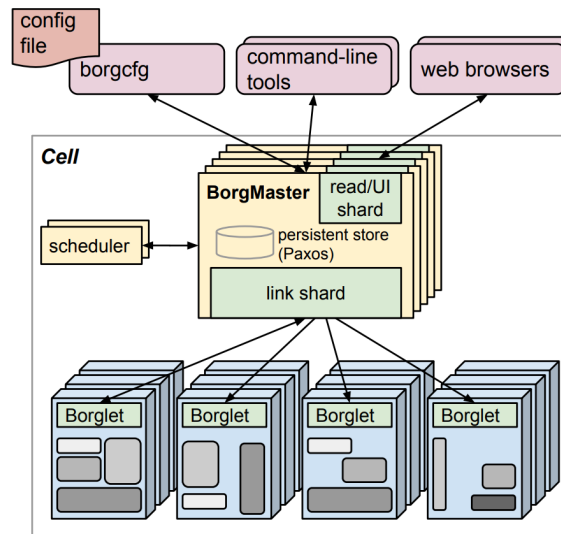 config
file
borgcfg
command-line
tools
web browsers
Cell
BorgMaster
read/UI
shard
persistent store
(Paxos)
scheduler
link shard
Borglet
Borglet
Borglet
Borglet